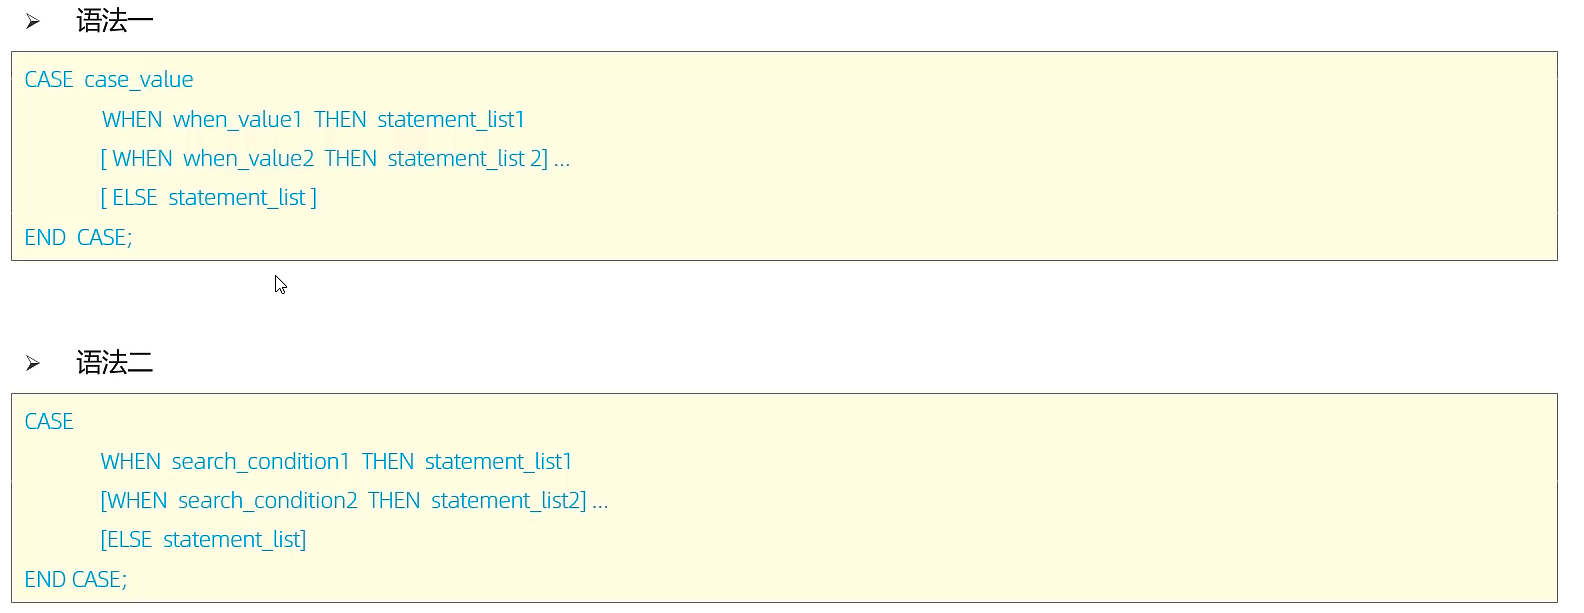 语法一
CASE case_value
WHEN when_value1 THEN statement_list1
[ WHEN when_value2 THEN statement_list 2] ...
[ ELSE statement_list ]
END CASE;
语法二
CASE
WHEN search_condition1 THEN statement_list1
[WHEN search_condition2 THEN statement_list2] ...
[ELSE statement_list]
END CASE;